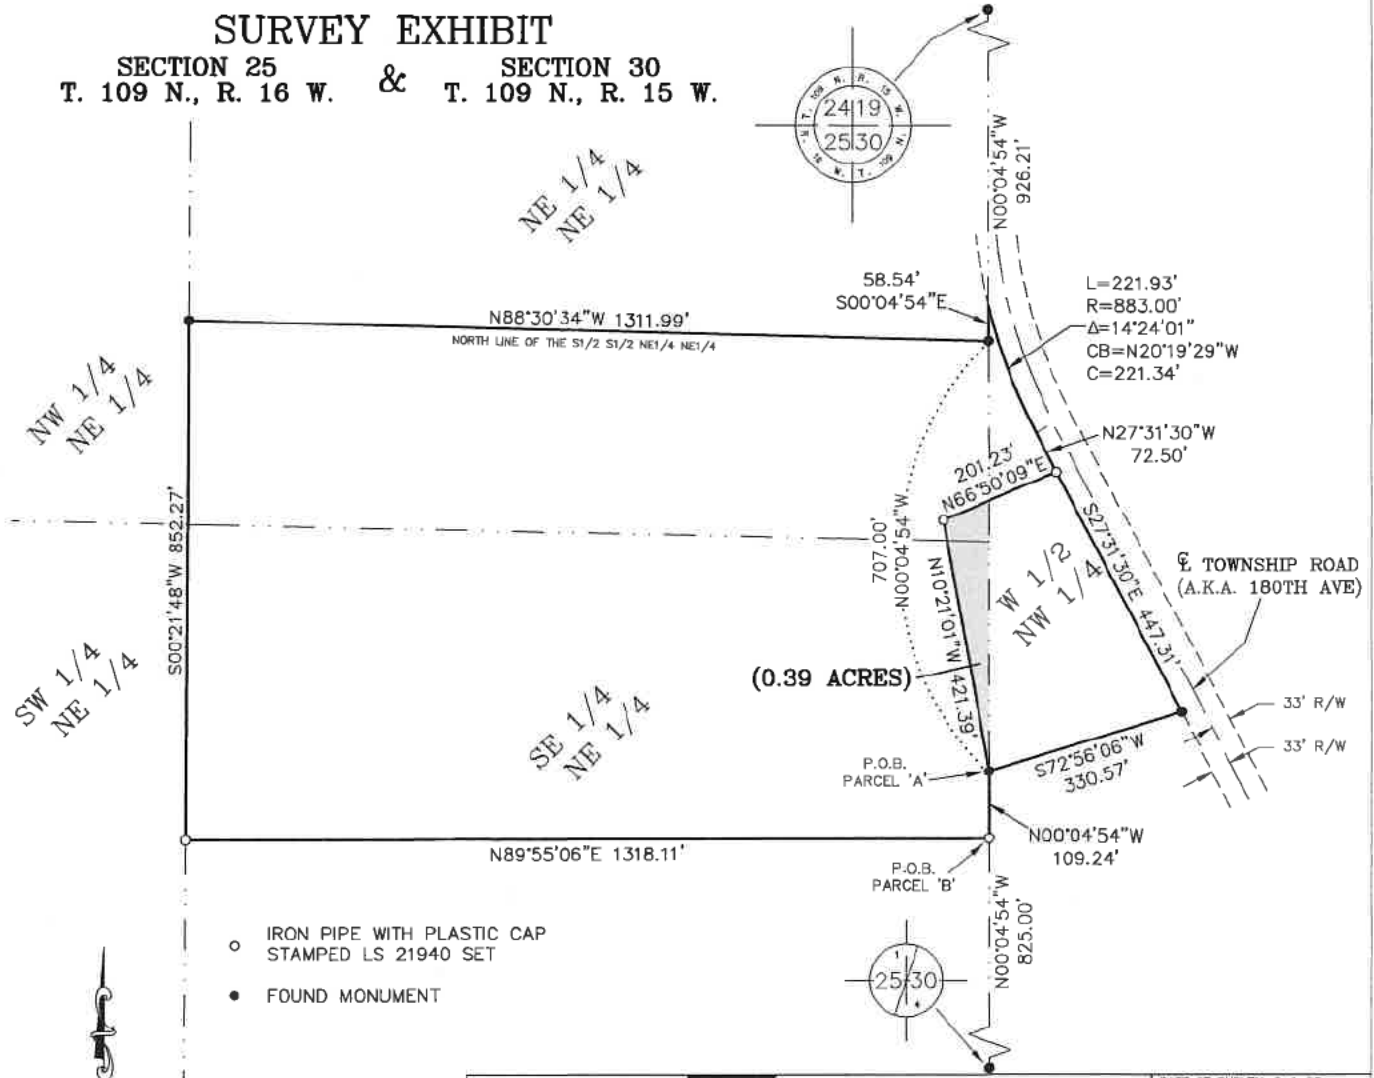 SURVEY EXHIBIT
SECTION 25
T. 109 N., R. 16 W.
&
SECTION 30
T. 109 N., R. 15 W.
T. 109 N. R. 15 W.
24 19
25 30
R. 16 W. T. 109 N.
N00°04'54"W
926.21'
NE 1/4
NE 1/4
58.54'
S00°04'54"E
L=221.93'
R=883.00'
Δ=14°24'01"
CB=N20°19'29"W
C=221.34'
N88°30'34"W 1311.99'
NORTH LINE OF THE S1/2 S1/2 NE1/4 NE1/4
NW 1/4
NE 1/4
N27°31'30"W
72.50'
201.23'
N66°50'09"E
S00°21'48"W 852.27'
707.00'
N00°04'54"W
N10°21'01"W 421.39'
W 1/2
NW 1/4
S27°31'30"E 447.31'
℄ TOWNSHIP ROAD
(A.K.A. 180TH AVE)
(0.39 ACRES)
SW 1/4
NE 1/4
SE 1/4
NE 1/4
33' R/W
33' R/W
P.O.B.
PARCEL 'A'
S72°56'06"W
330.57'
N00°04'54"W
109.24'
N89°55'06"E 1318.11'
P.O.B.
PARCEL 'B'
N00°04'54"W
825.00'
IRON PIPE WITH PLASTIC CAP
STAMPED LS 21940 SET
FOUND MONUMENT
1
25 30
4